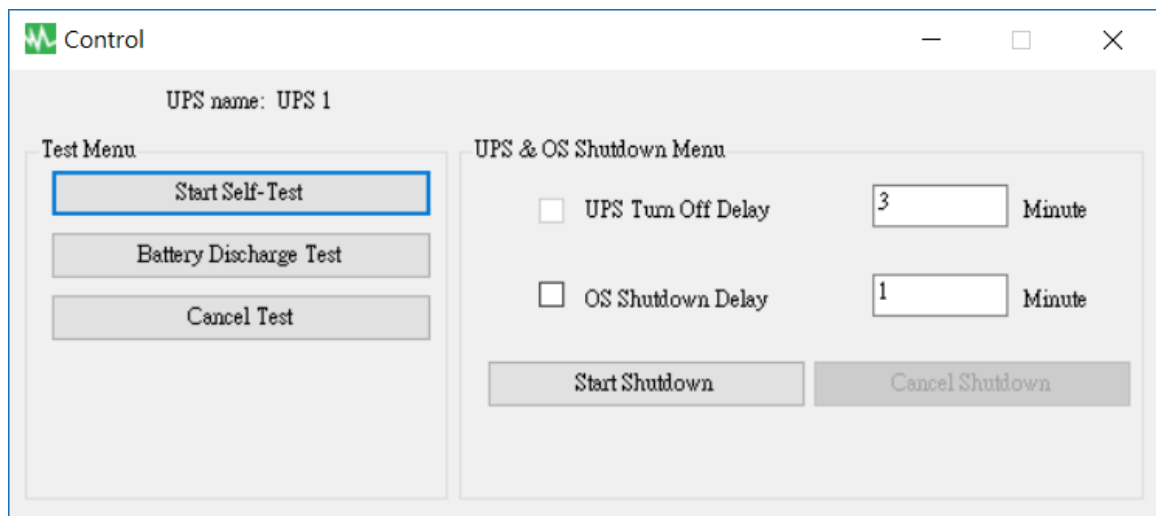 Control
UPS name: UPS 1
Test Menu
Start Self-Test
Battery Discharge Test
Cancel Test
UPS & OS Shutdown Menu
UPS Turn Off Delay 3 Minute
OS Shutdown Delay 1 Minute
Start Shutdown Cancel Shutdown